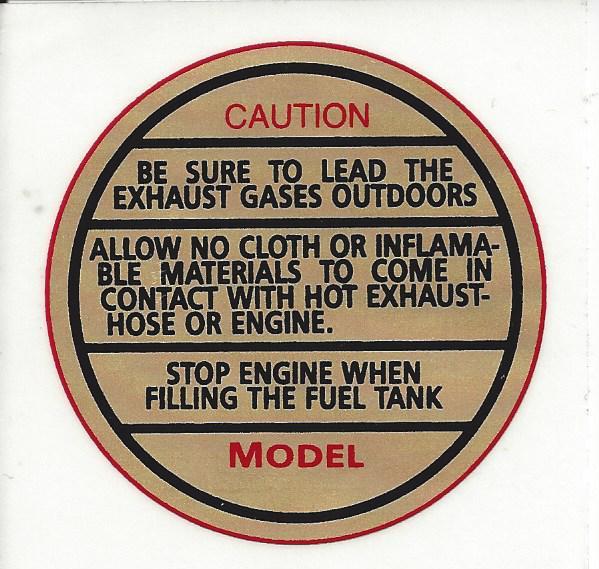 CAUTION
BE SURE TO LEAD THE
EXHAUST GASES OUTDOORS
ALLOW NO CLOTH OR INFLAMA-
BLE MATERIALS TO COME IN
CONTACT WITH HOT EXHAUST-
HOSE OR ENGINE.
STOP ENGINE WHEN
FILLING THE FUEL TANK
MODEL